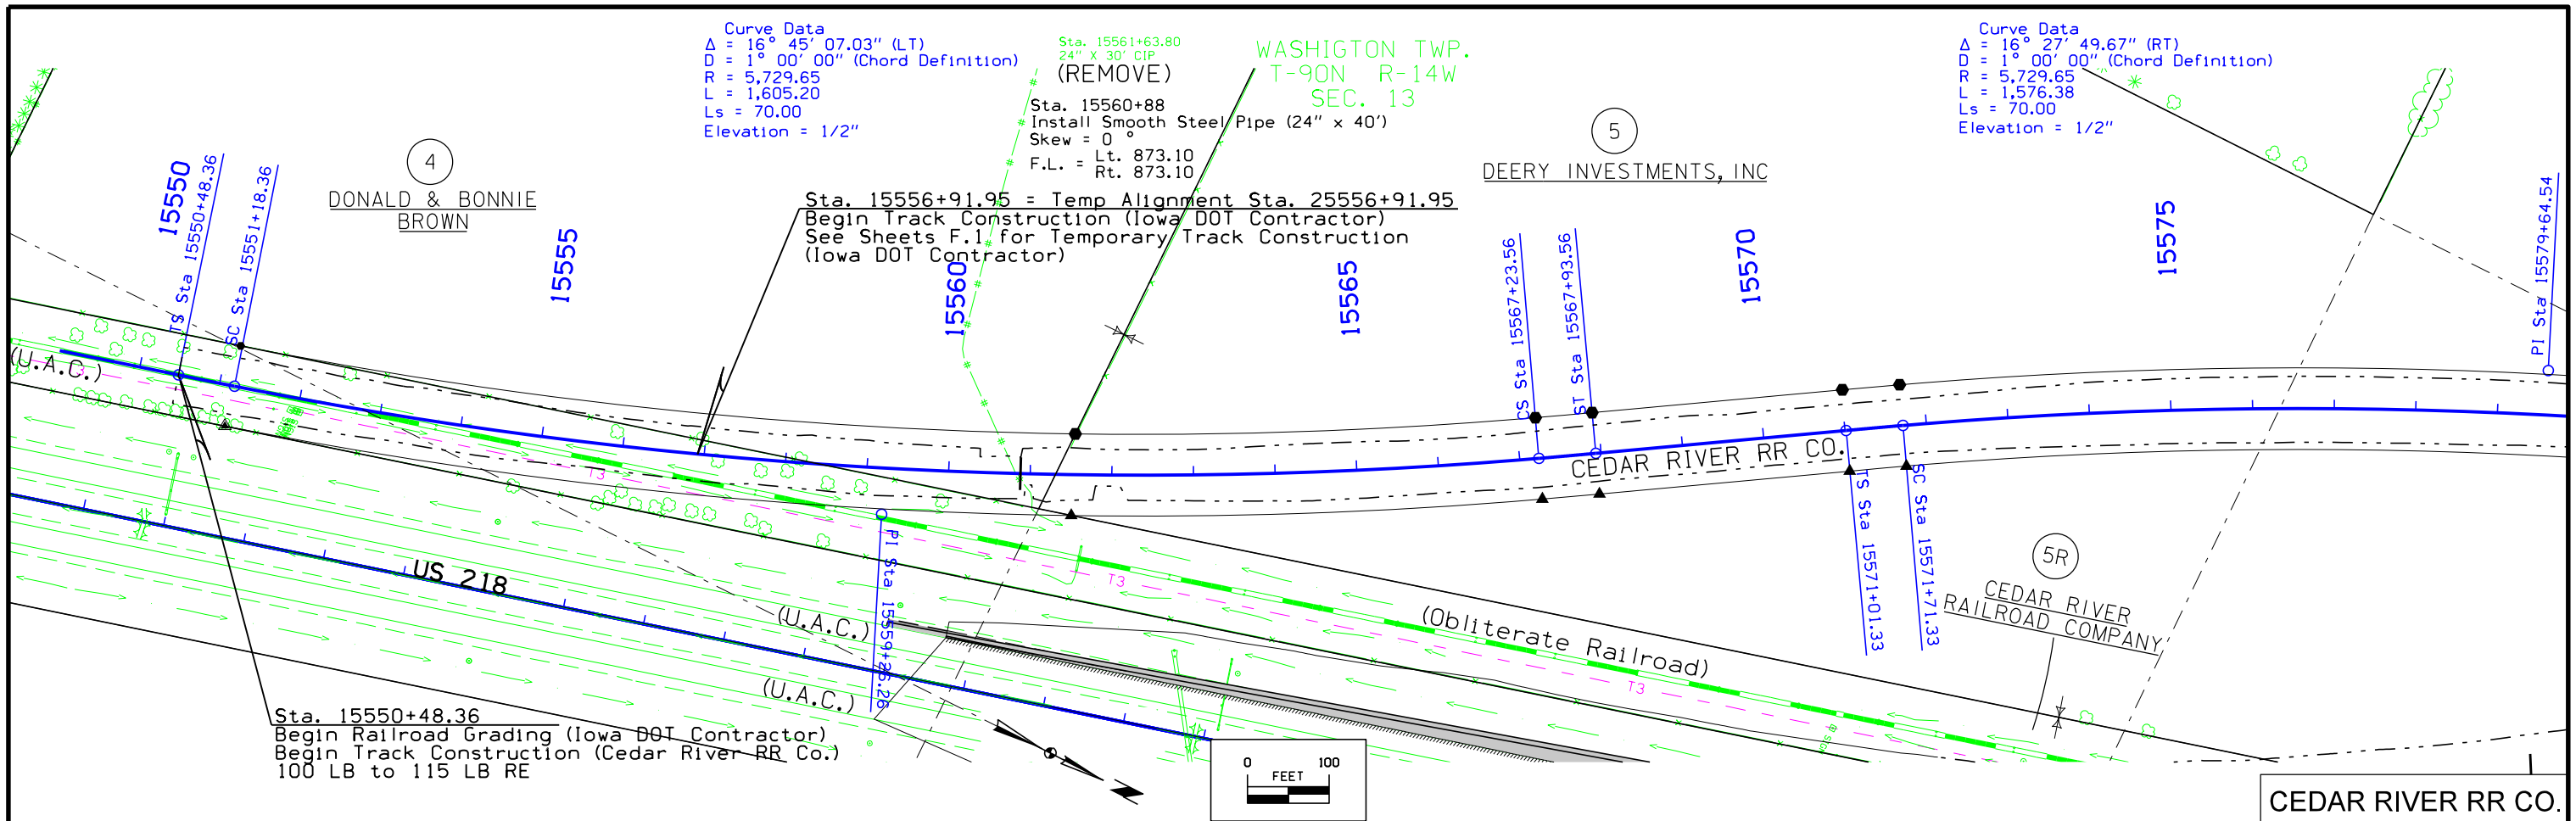 Curve Data
Δ = 16° 45' 07.03" (LT)
D = 1° 00' 00" (Chord Definition)
R = 5,729.65
L = 1,605.20
Ls = 70.00
Elevation = 1/2"
Sta. 15561+63.80
24" X 30' CIP
(REMOVE)
Sta. 15560+88
Install Smooth Steel Pipe (24" x 40')
Skew = 0 °
F.L. = Lt. 873.10
Rt. 873.10
WASHIGTON TWP.
T-90N R-14W
SEC. 13
Curve Data
Δ = 16° 27' 49.67" (RT)
D = 1° 00' 00" (Chord Definition)
R = 5,729.65
L = 1,576.38
Ls = 70.00
Elevation = 1/2"
4
DONALD & BONNIE
BROWN
5
DEERY INVESTMENTS, INC
Sta. 15556+91.95 = Temp Alignment Sta. 25556+91.95
Begin Track Construction (Iowa DOT Contractor)
See Sheets F.1 for Temporary Track Construction
(Iowa DOT Contractor)
15550
TS Sta 15550+48.36
SC Sta 15551+18.36
15555
15560
15565
CS Sta 15567+23.56
ST Sta 15567+93.56
15570
15575
PI Sta 15579+64.54
(U.A.C.)
T3
T3
CEDAR RIVER RR CO.
TS Sta 15571+01.33
SC Sta 15571+71.33
PI Sta 15559+26.26
US 218
T3
(U.A.C.)
(U.A.C.)
(Obliterate Railroad)
T3
5R
CEDAR RIVER
RAILROAD COMPANY
Sta. 15550+48.36
Begin Railroad Grading (Iowa DOT Contractor)
Begin Track Construction (Cedar River RR Co.)
100 LB to 115 LB RE
N
0 100
FEET
CEDAR RIVER RR CO.